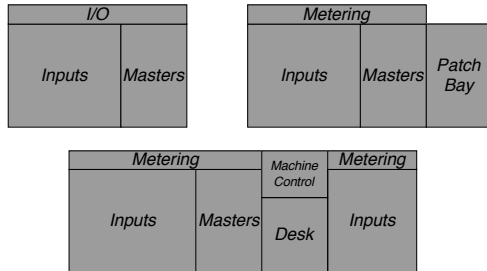 I/O
Inputs
Masters
Metering
Inputs
Masters
Patch
Bay
Metering
Machine
Control
Metering
Inputs
Masters
Desk
Inputs